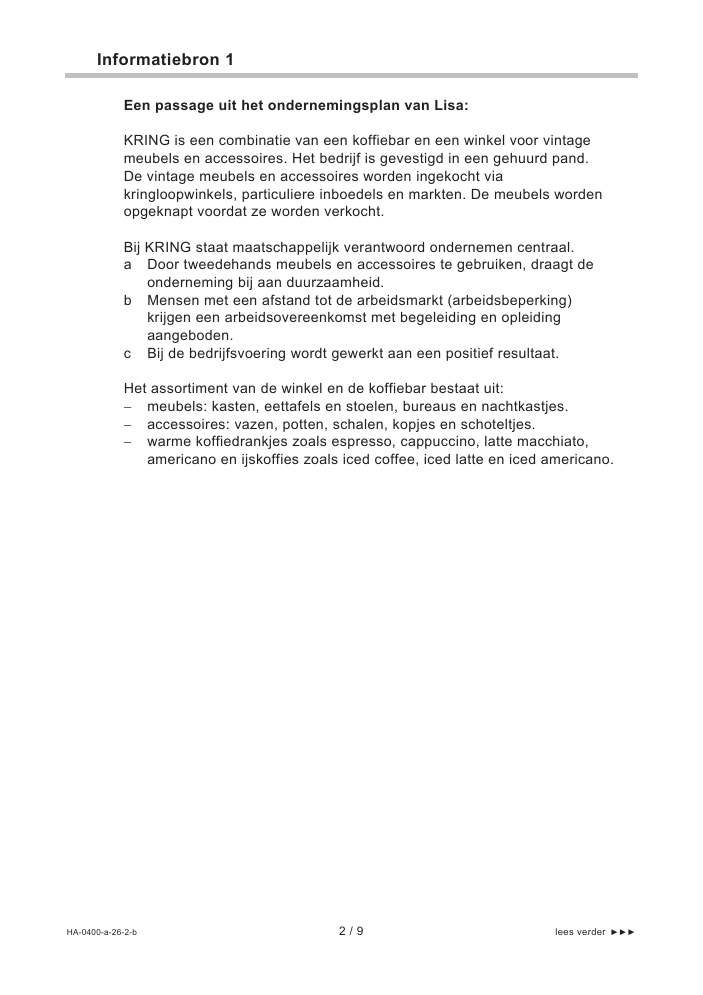 Informatiebron 1
Een passage uit het ondernemingsplan van Lisa:
KRING is een combinatie van een koffiebar en een winkel voor vintage
meubels en accessoires. Het bedrijf is gevestigd in een gehuurd pand.
De vintage meubels en accessoires worden ingekocht via
kringloopwinkels, particuliere inboedels en markten. De meubels worden
opgeknapt voordat ze worden verkocht.
Bij KRING staat maatschappelijk verantwoord ondernemen centraal.
a Door tweedehands meubels en accessoires te gebruiken, draagt de
onderneming bij aan duurzaamheid.
b Mensen met een afstand tot de arbeidsmarkt (arbeidsbeperking)
krijgen een arbeidsovereenkomst met begeleiding en opleiding
aangeboden.
c Bij de bedrijfsvoering wordt gewerkt aan een positief resultaat.
Het assortiment van de winkel en de koffiebar bestaat uit:
– meubels: kasten, eettafels en stoelen, bureaus en nachtkastjes.
– accessoires: vazen, potten, schalen, kopjes en schoteltjes.
– warme koffiedrankjes zoals espresso, cappuccino, latte macchiato,
americano en ijskoffies zoals iced coffee, iced latte en iced americano.
HA-0400-a-26-2-b 2 / 9 lees verder ►►►